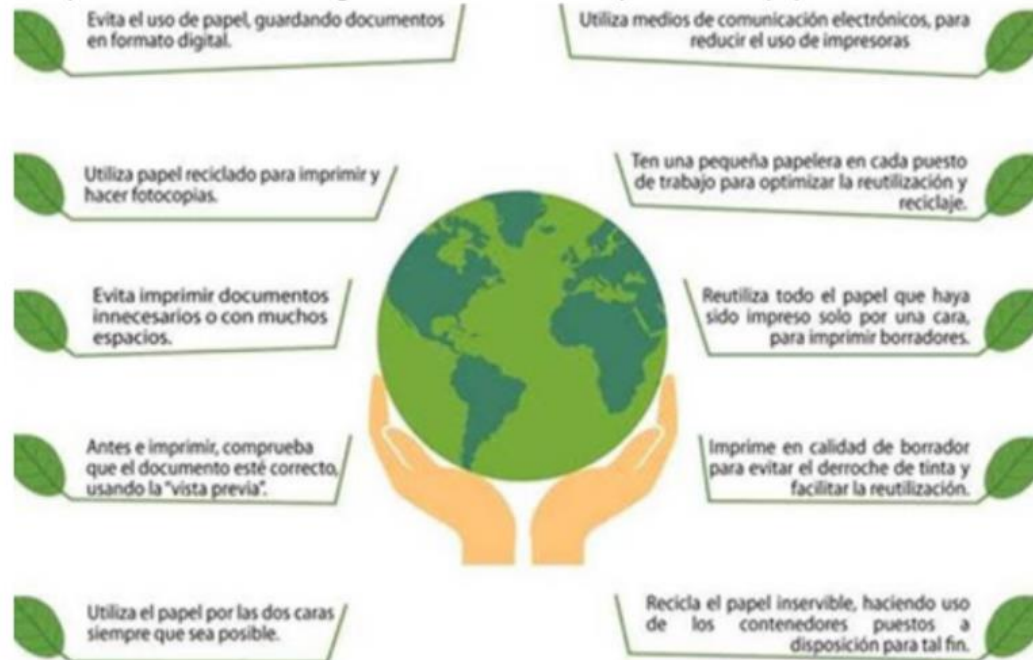 Evita el uso de papel, guardando documentos
en formato digital.
Utiliza papel reciclado para imprimir y
hacer fotocopias.
Evita imprimir documentos
innecesarios o con muchos
espacios.
Antes e imprimir, comprueba
que el documento esté correcto,
usando la "vista previa".
Utiliza el papel por las dos caras
siempre que sea posible.
Utiliza medios de comunicación electrónicos, para
reducir el uso de impresoras
Ten una pequeña papelera en cada puesto
de trabajo para optimizar la reutilización y
reciclaje.
Reutiliza todo el papel que haya
sido impreso solo por una cara,
para imprimir borradores.
Imprime en calidad de borrador
para evitar el derroche de tinta y
facilitar la reutilización.
Recicla el papel inservible, haciendo uso
de los contenedores puestos a
disposición para tal fin.